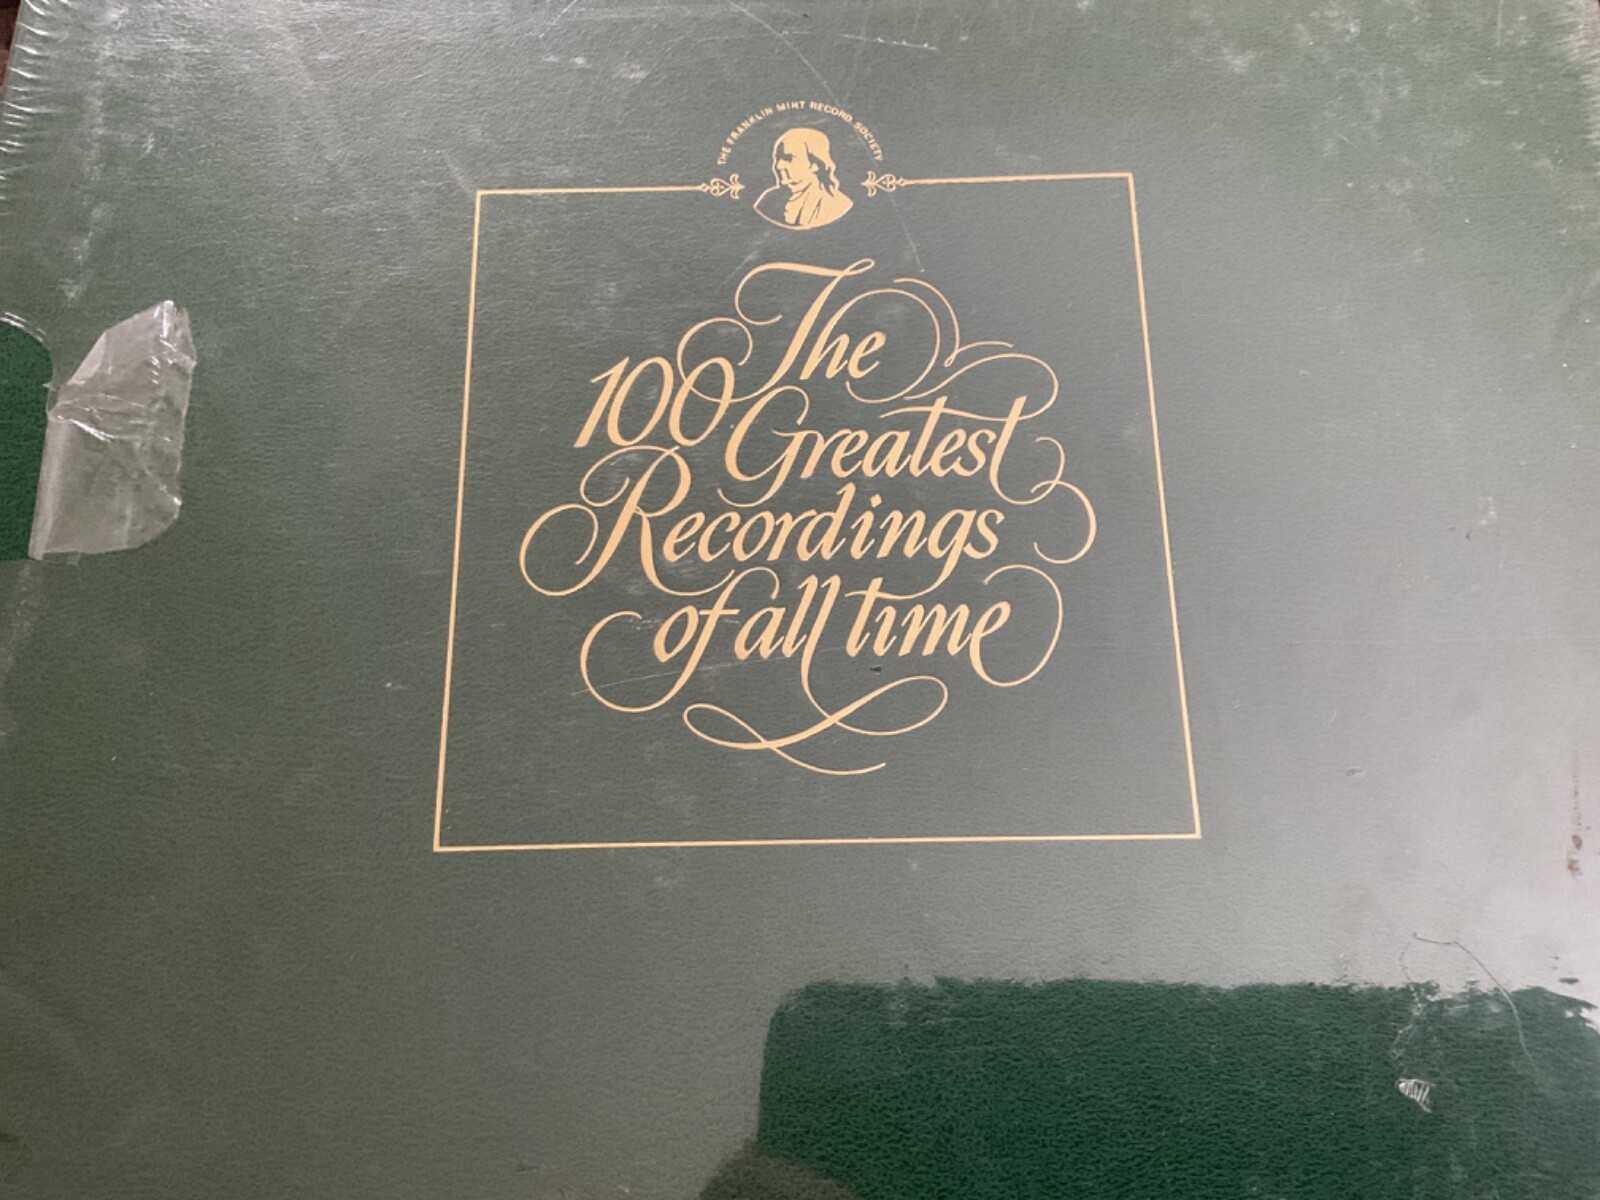 THE FRANKLIN MINT RECORD SOCIETY
The
100 Greatest
Recordings
of all time